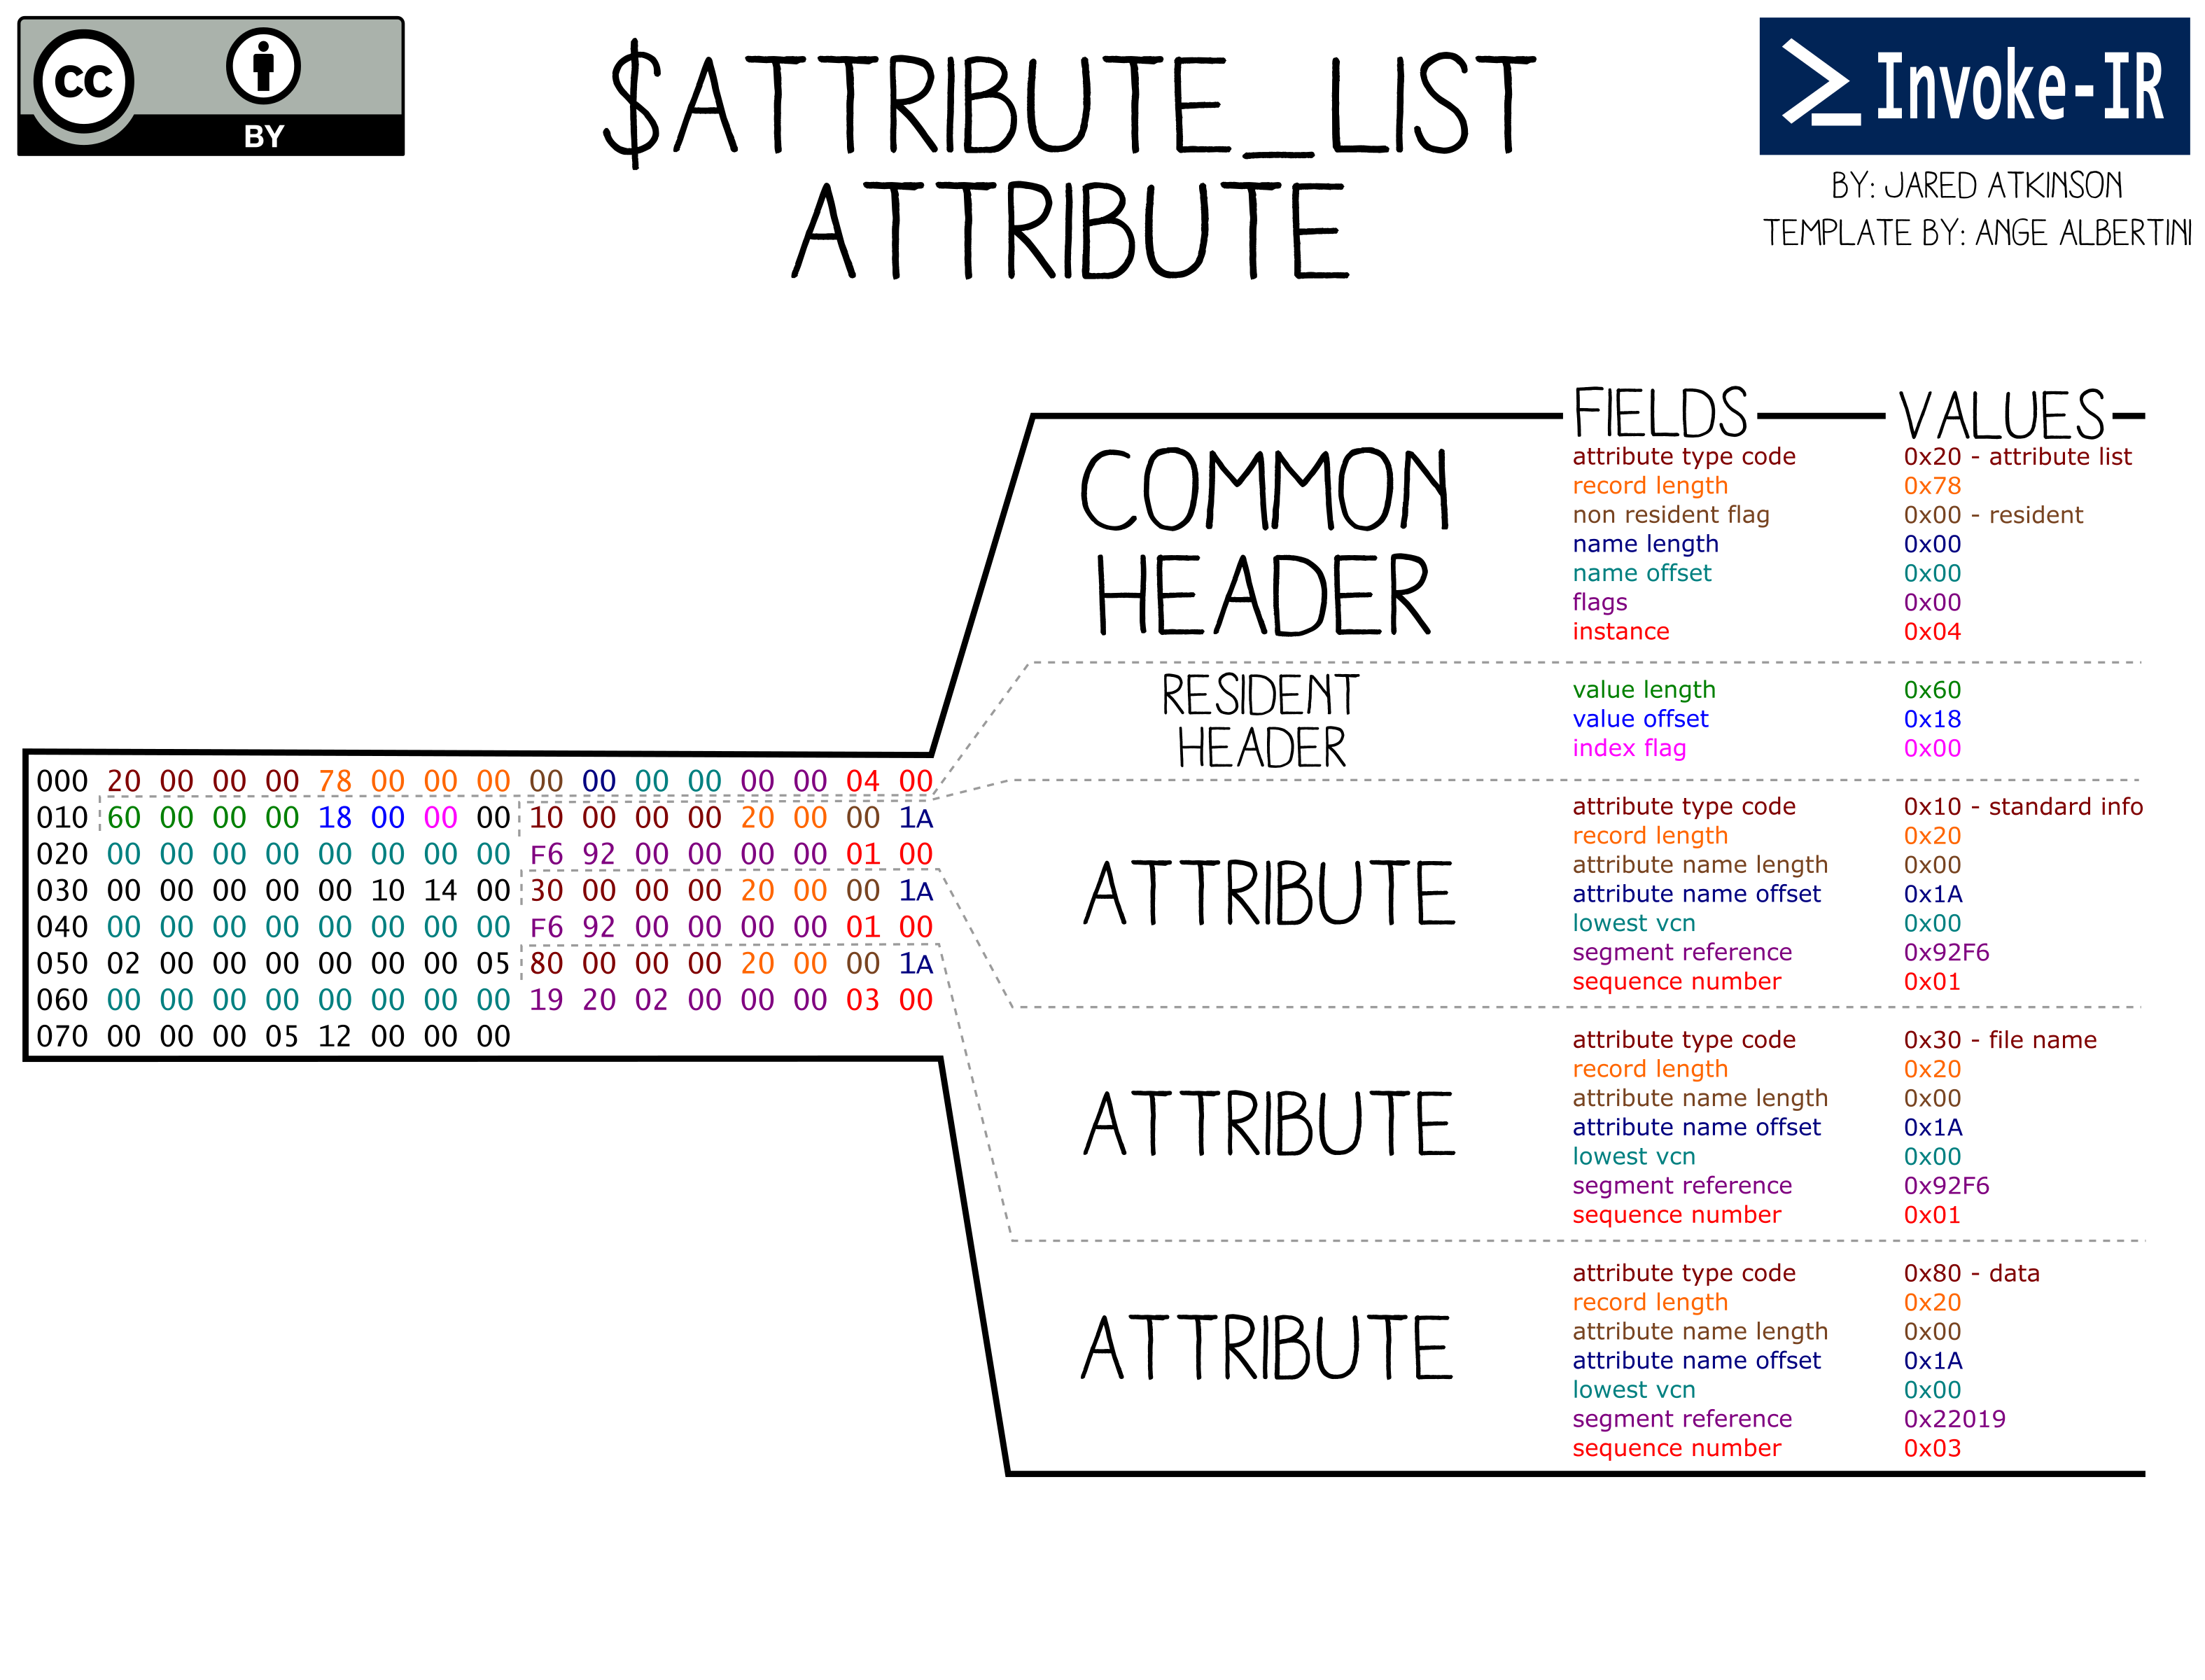 cc
BY
$ATTRIBUTE_LIST
ATTRIBUTE
Invoke-IR
BY: JARED ATKINSON
TEMPLATE BY: ANGE ALBERTINI
000 20 00 00 00 78 00 00 00 00 00 00 00 00 00 04 00
010 60 00 00 00 18 00 00 00 10 00 00 00 20 00 00 1A
020 00 00 00 00 00 00 00 00 F6 92 00 00 00 00 01 00
030 00 00 00 00 00 10 14 00 30 00 00 00 20 00 00 1A
040 00 00 00 00 00 00 00 00 F6 92 00 00 00 00 01 00
050 02 00 00 00 00 00 00 05 80 00 00 00 20 00 00 1A
060 00 00 00 00 00 00 00 00 19 20 02 00 00 00 03 00
070 00 00 00 05 12 00 00 00
FIELDS VALUES
COMMON
HEADER
attribute type code 0x20 - attribute list
record length 0x78
non resident flag 0x00 - resident
name length 0x00
name offset 0x00
flags 0x00
instance 0x04
RESIDENT
HEADER
value length 0x60
value offset 0x18
index flag 0x00
ATTRIBUTE
attribute type code 0x10 - standard info
record length 0x20
attribute name length 0x00
attribute name offset 0x1A
lowest vcn 0x00
segment reference 0x92F6
sequence number 0x01
ATTRIBUTE
attribute type code 0x30 - file name
record length 0x20
attribute name length 0x00
attribute name offset 0x1A
lowest vcn 0x00
segment reference 0x92F6
sequence number 0x01
ATTRIBUTE
attribute type code 0x80 - data
record length 0x20
attribute name length 0x00
attribute name offset 0x1A
lowest vcn 0x00
segment reference 0x22019
sequence number 0x03